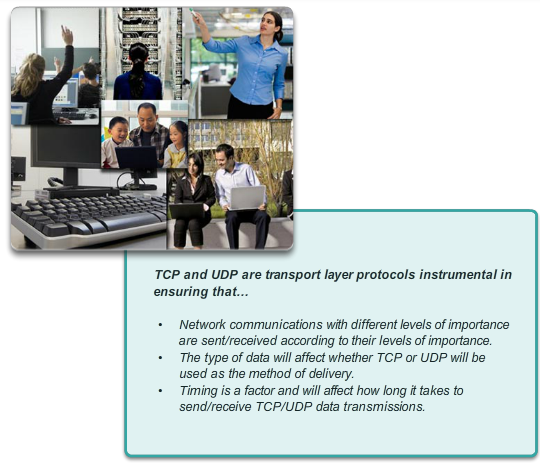 TCP and UDP are transport layer protocols instrumental in
ensuring that…
• Network communications with different levels of importance
are sent/received according to their levels of importance.
• The type of data will affect whether TCP or UDP will be
used as the method of delivery.
• Timing is a factor and will affect how long it takes to
send/receive TCP/UDP data transmissions.